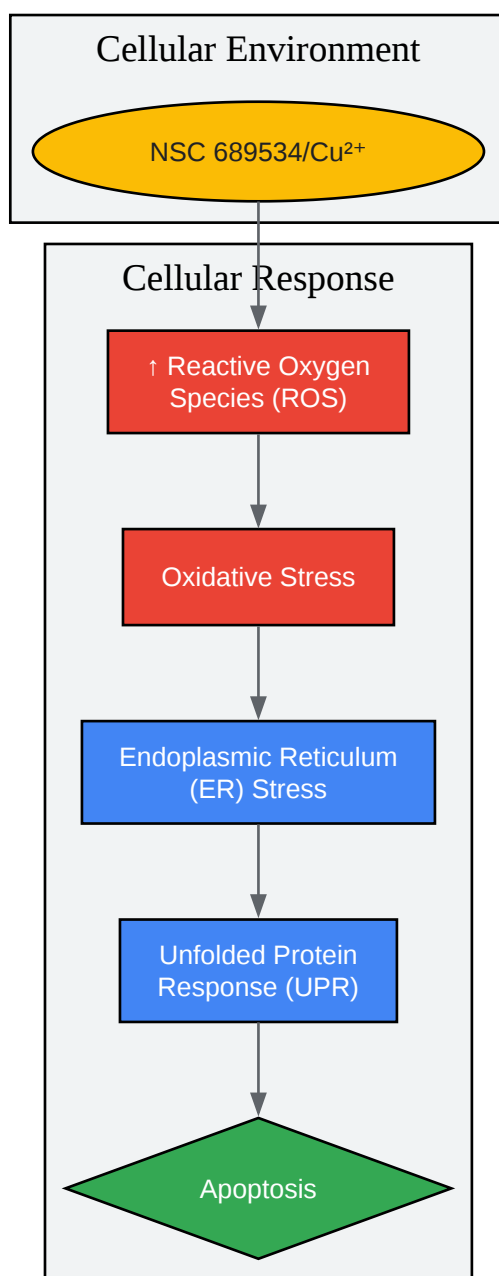 Cellular Environment
NSC 689534/Cu²⁺
Cellular Response
↑ Reactive Oxygen
Species (ROS)
Oxidative Stress
Endoplasmic Reticulum
(ER) Stress
Unfolded Protein
Response (UPR)
Apoptosis